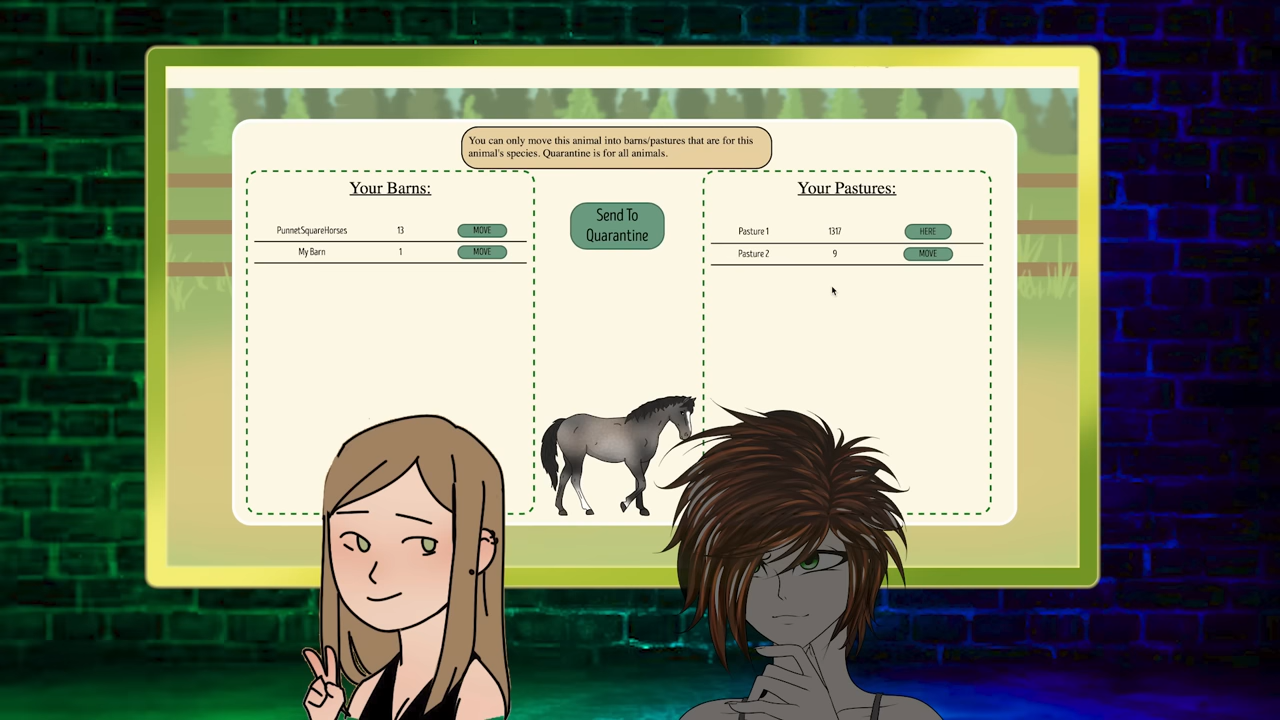 You can only move this animal into barns/pastures that are for this
animal's species. Quarantine is for all animals.
Your Barns:
PunnetSquareHorses 13 MOVE
My Barn 1 MOVE
Send To
Quarantine
Your Pastures:
Pasture 1 1317 HERE
Pasture 2 9 MOVE